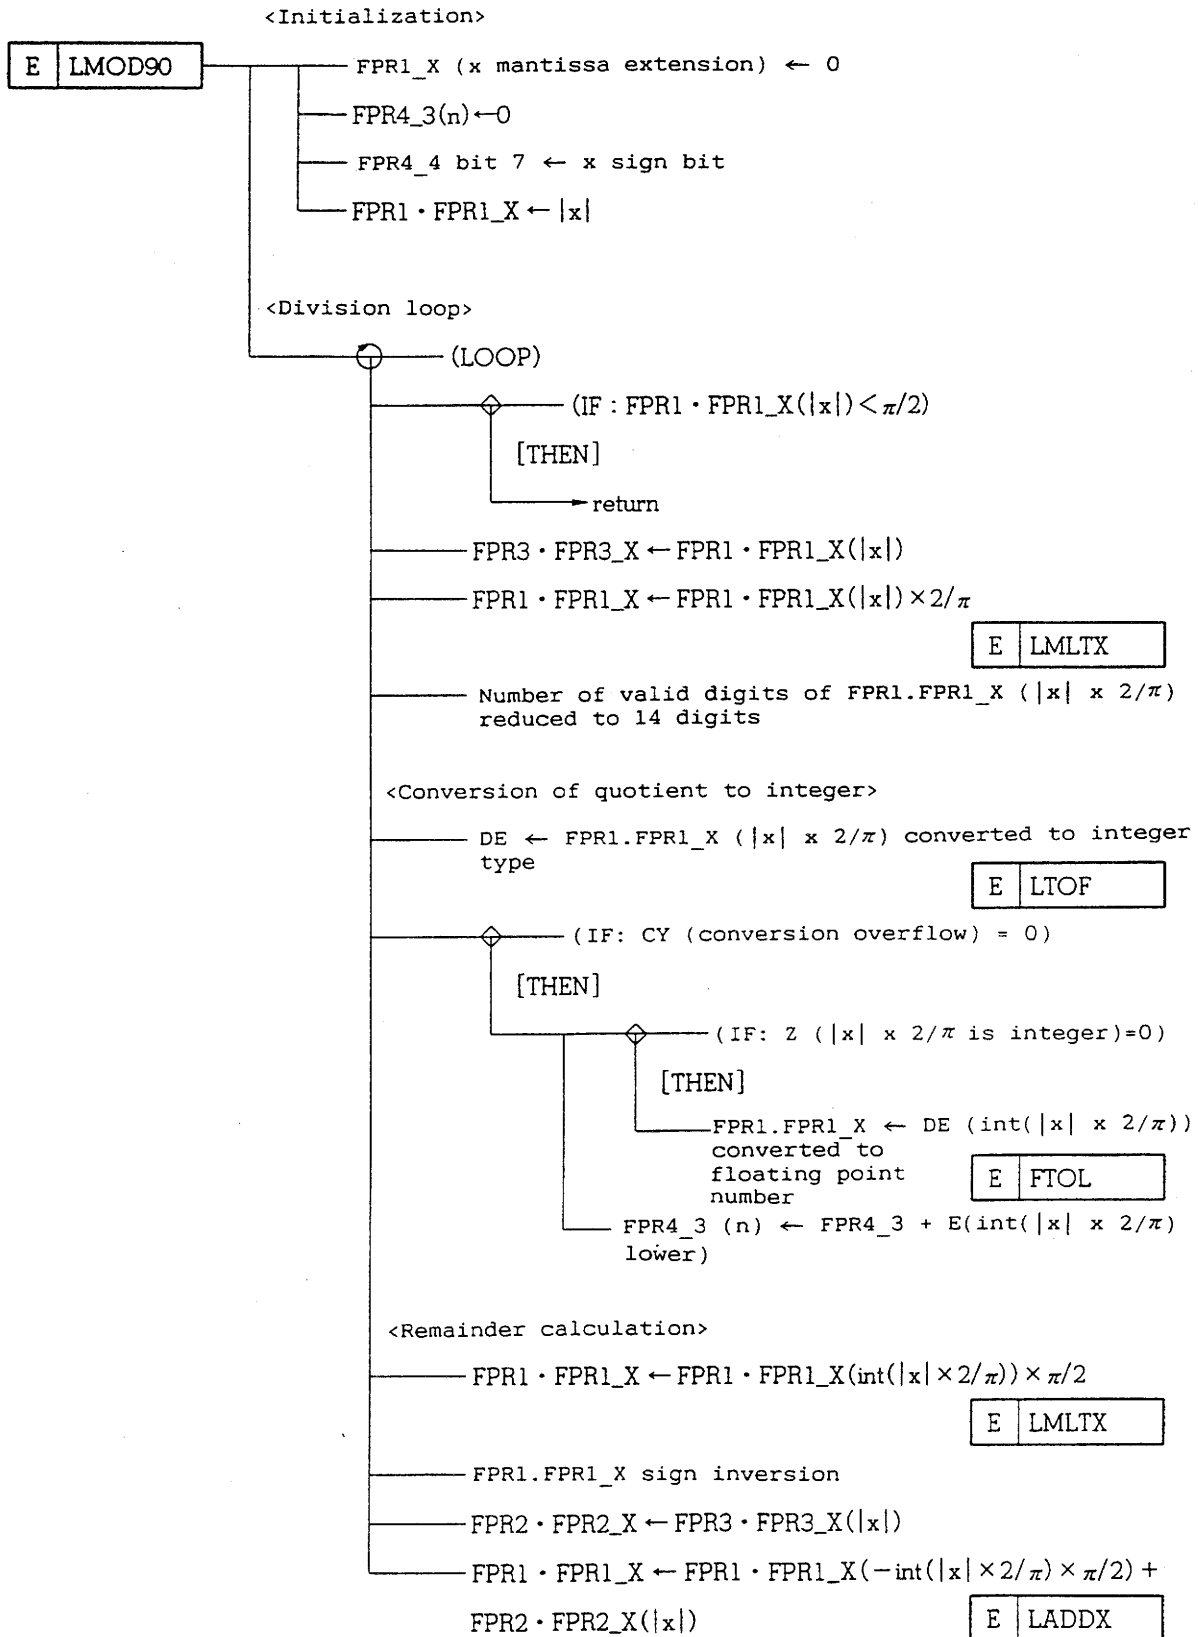 <Initialization>
E LMOD90
FPR1_X (x mantissa extension) ← 0
FPR4_3(n)←0
FPR4_4 bit 7 ← x sign bit
FPR1・FPR1_X ← |x|
<Division loop>
(LOOP)
(IF : FPR1・FPR1_X(|x|) < π/2)
[THEN]
return
FPR3・FPR3_X ← FPR1・FPR1_X(|x|)
FPR1・FPR1_X ← FPR1・FPR1_X(|x|) × 2/π
E LMLTX
Number of valid digits of FPR1.FPR1_X (|x| x 2/π)
reduced to 14 digits
<Conversion of quotient to integer>
DE ← FPR1.FPR1_X (|x| x 2/π) converted to integer
type
E LTOF
(IF: CY (conversion overflow) = 0)
[THEN]
(IF: Z (|x| x 2/π is integer)=0)
[THEN]
FPR1.FPR1_X ← DE (int(|x| x 2/π))
converted to
floating point
number
E FTOL
FPR4_3 (n) ← FPR4_3 + E(int(|x| x 2/π)
lower)
<Remainder calculation>
FPR1・FPR1_X ← FPR1・FPR1_X(int(|x| × 2/π)) × π/2
E LMLTX
FPR1.FPR1_X sign inversion
FPR2・FPR2_X ← FPR3・FPR3_X(|x|)
FPR1・FPR1_X ← FPR1・FPR1_X(−int(|x| × 2/π) × π/2) +
FPR2・FPR2_X(|x|)
E LADDX